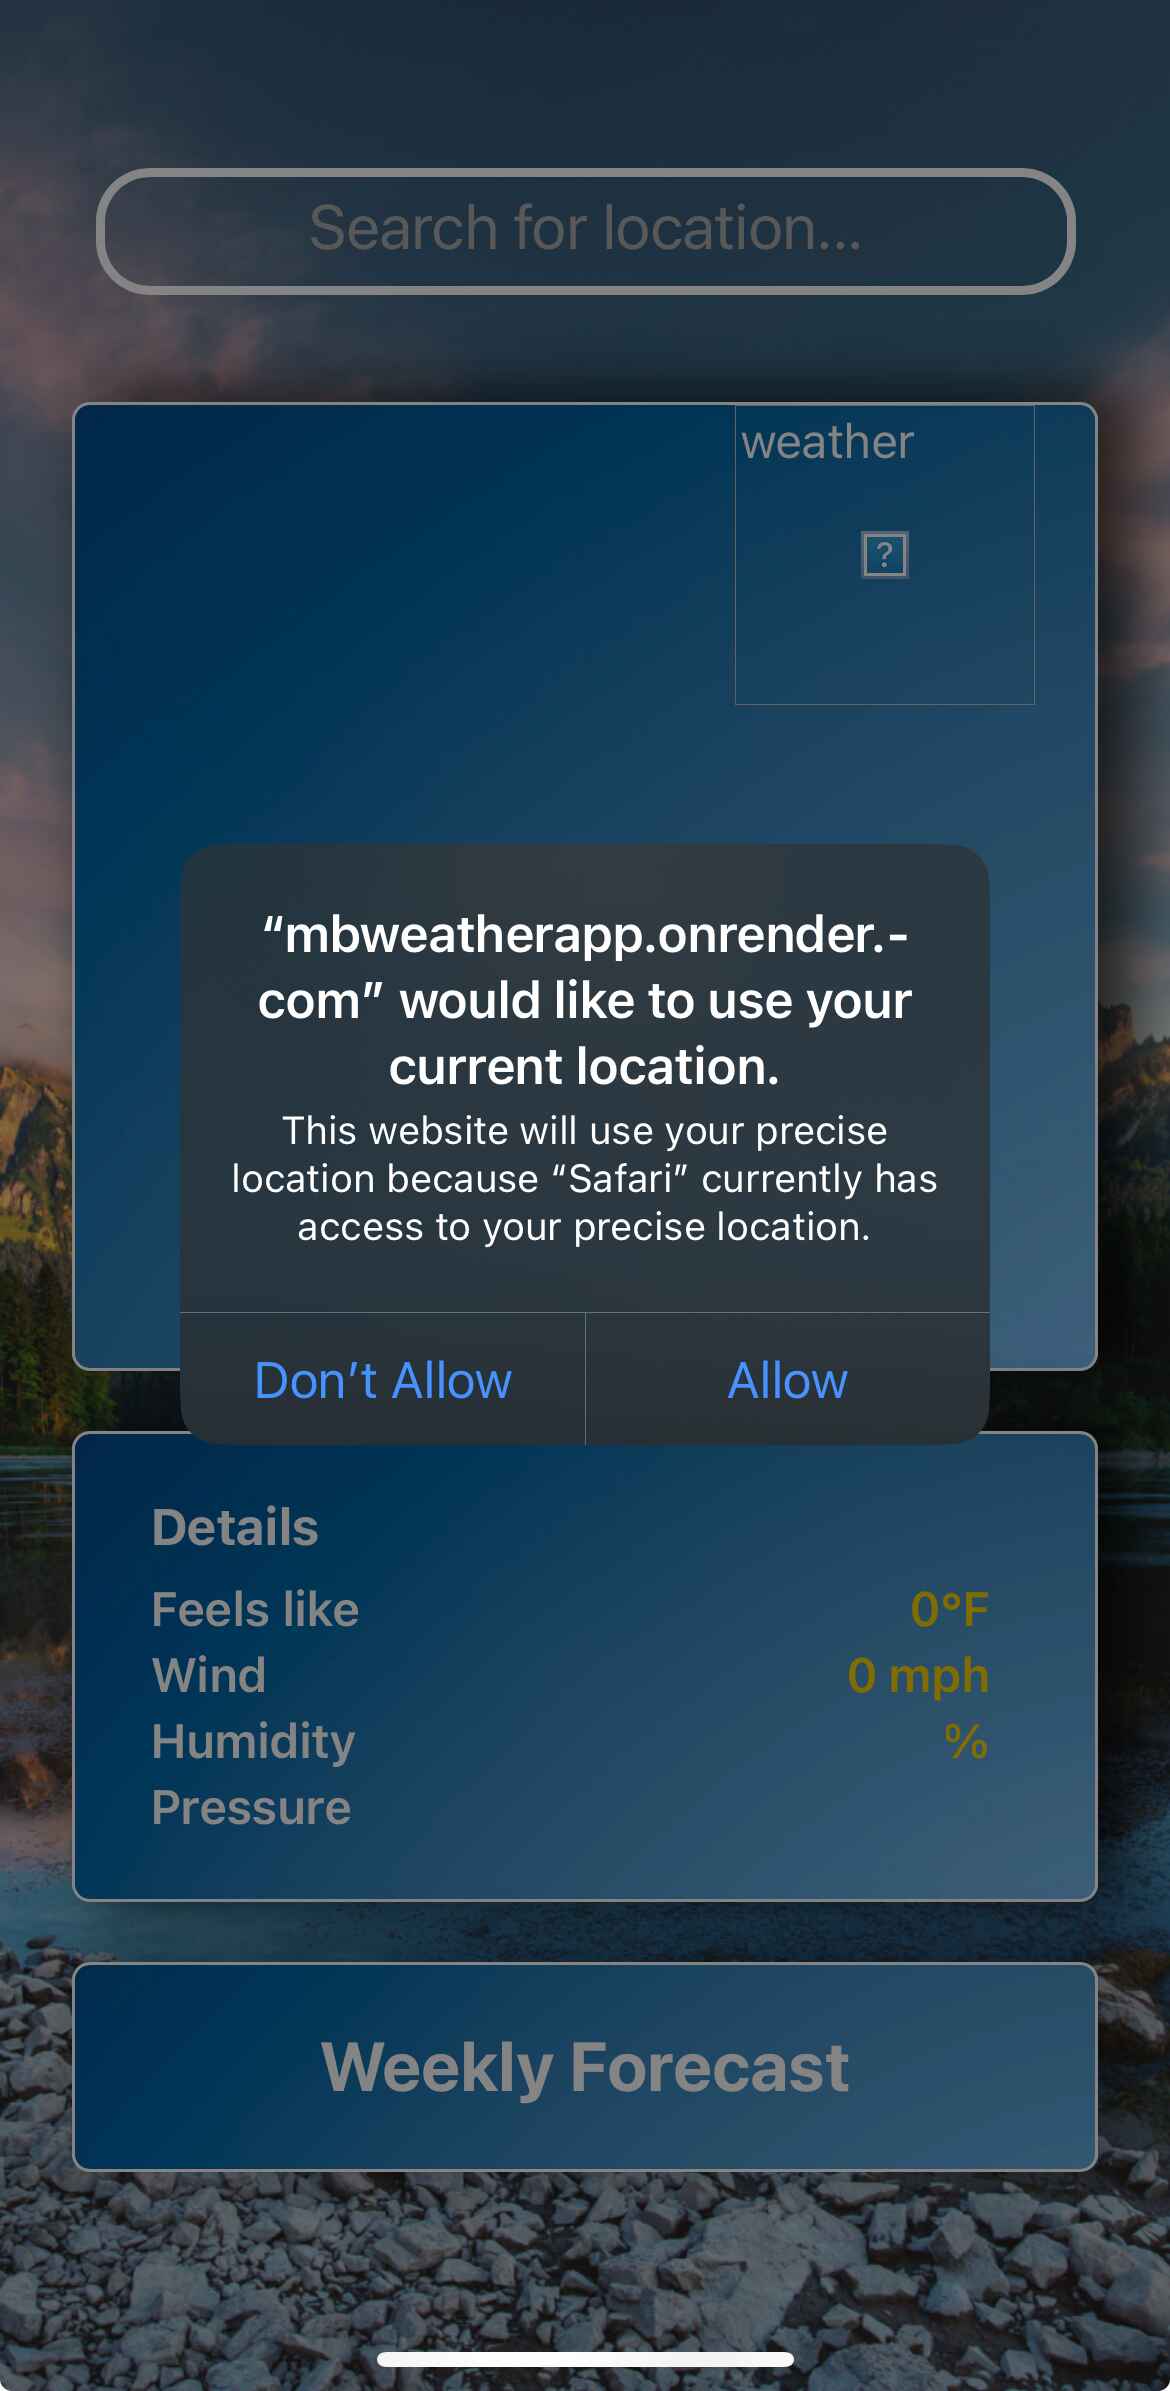 Search for location...
weather
?
“mbweatherapp.onrender.-
com” would like to use your
current location.
This website will use your precise
location because “Safari” currently has
access to your precise location.
Don’t Allow
Allow
Details
Feels like
0°F
Wind
0 mph
Humidity
%
Pressure
Weekly Forecast